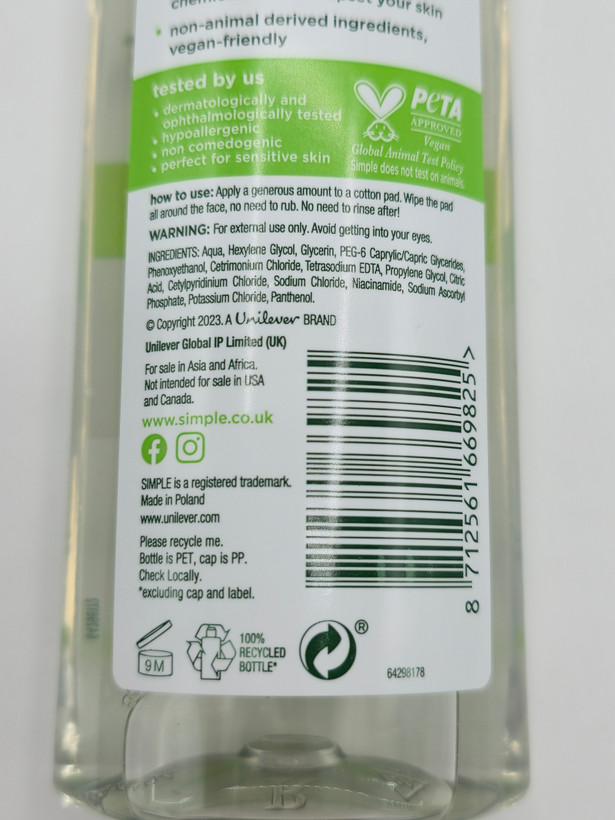 your skin
non-animal derived ingredients,
vegan-friendly
tested by us
dermatologically and
ophthalmologically tested
hypoallergenic
non comedogenic
perfect for sensitive skin
PETA
APPROVED
Vegan
Global Animal Test Policy
Simple does not test on animals.
how to use: Apply a generous amount to a cotton pad. Wipe the pad
all around the face, no need to rub. No need to rinse after!
WARNING: For external use only. Avoid getting into your eyes.
INGREDIENTS: Aqua, Hexylene Glycol, Glycerin, PEG-6 Caprylic/Capric Glycerides,
Phenoxyethanol, Cetrimonium Chloride, Tetrasodium EDTA, Propylene Glycol, Citric
Acid, Cetylpyridinium Chloride, Sodium Chloride, Niacinamide, Sodium Ascorbyl
Phosphate, Potassium Chloride, Panthenol.
© Copyright 2023. A Unilever BRAND
Unilever Global IP Limited (UK)
For sale in Asia and Africa.
Not intended for sale in USA
and Canada.
www.simple.co.uk
SIMPLE is a registered trademark.
Made in Poland
www.unilever.com
Please recycle me.
Bottle is PET, cap is PP.
Check Locally.
*excluding cap and label.
8 712561 669825 >
9M
100%
RECYCLED
BOTTLE*
®
64298178